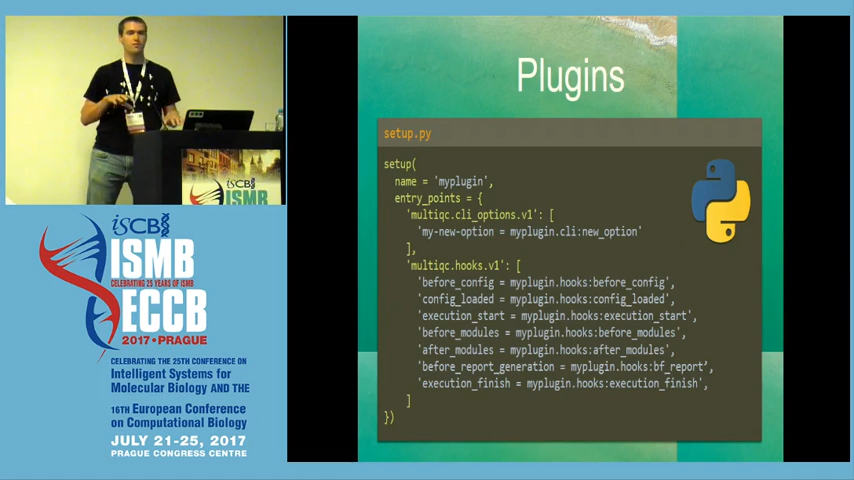 iSCB
ISMB
iSCB
ISMB
CELEBRATING 25 YEARS OF ISMB
ECCB
2017 • PRAGUE
CELEBRATING THE 25TH CONFERENCE ON
Intelligent Systems for
Molecular Biology AND THE
16TH European Conference
on Computational Biology
JULY 21-25, 2017
PRAGUE CONGRESS CENTRE
Plugins
setup.py
setup(
name = 'myplugin',
entry_points = {
'multiqc.cli_options.v1': [
'my-new-option = myplugin.cli:new_option'
],
'multiqc.hooks.v1': [
'before_config = myplugin.hooks:before_config',
'config_loaded = myplugin.hooks:config_loaded',
'execution_start = myplugin.hooks:execution_start',
'before_modules = myplugin.hooks:before_modules',
'after_modules = myplugin.hooks:after_modules',
'before_report_generation = myplugin.hooks:bf_report',
'execution_finish = myplugin.hooks:execution_finish',
]
})